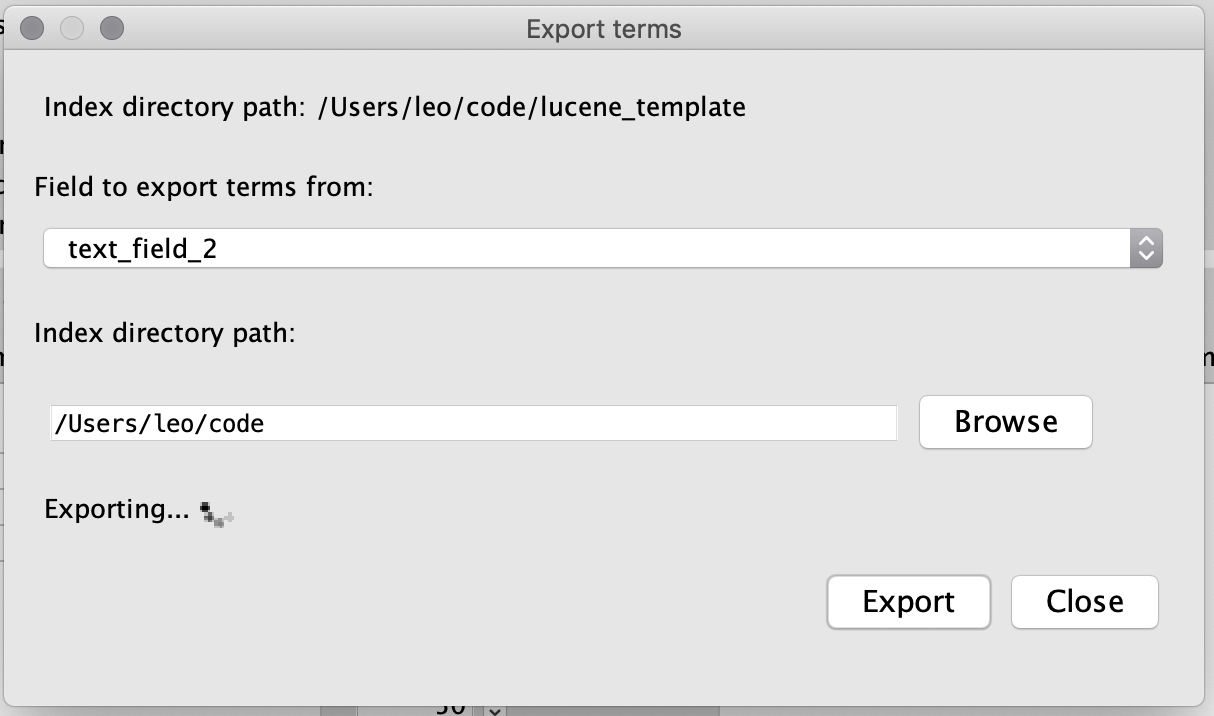 Export terms
Index directory path: /Users/leo/code/lucene_template
Field to export terms from:
text_field_2
Index directory path:
/Users/leo/code
Browse
Exporting...
Export
Close